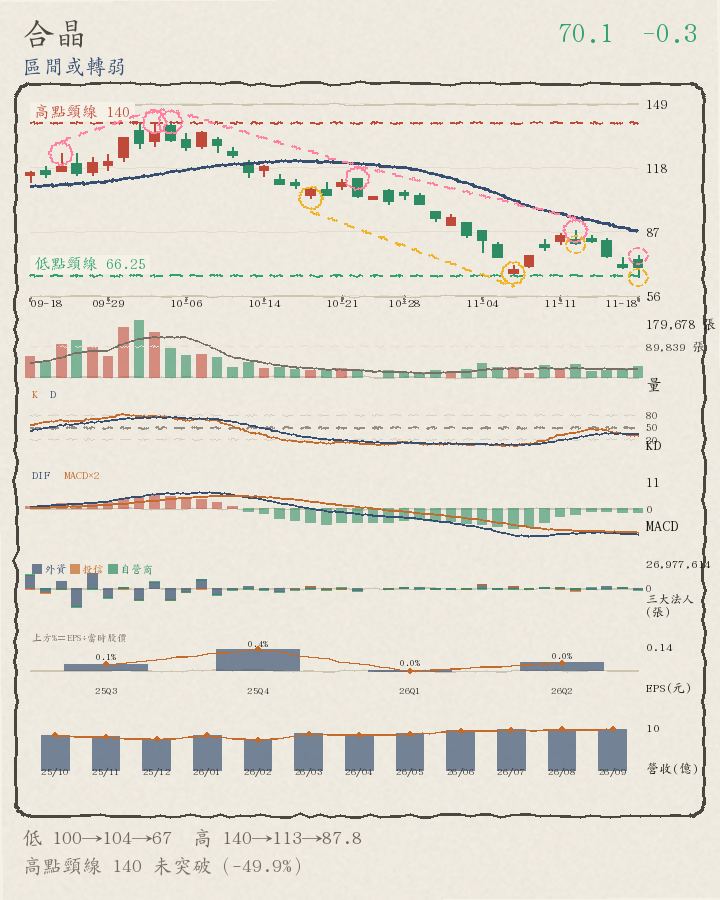 合晶
70.1 -0.3
區間或轉弱
高點頸線 140
149
118
87
低點頸線 66.25
56
09-18 09-29 10-06 10-14 10-21 10-28 11-04 11-11 11-18
179,678 張
89,839 張
量
K D
80
50
20
KD
DIF MACD×2
11
0
MACD
外資 投信 自營商
26,977,614
0
三大法人
(張)
上方%=EPS÷當時股價
0.1% 0.4% 0.0% 0.0%
0.14
25Q3 25Q4 26Q1 26Q2
EPS(元)
10
25/10 25/11 25/12 26/01 26/02 26/03 26/04 26/05 26/06 26/07 26/08 26/09
營收(億)
低 100→104→67 高 140→113→87.8
高點頸線 140 未突破 (-49.9%)